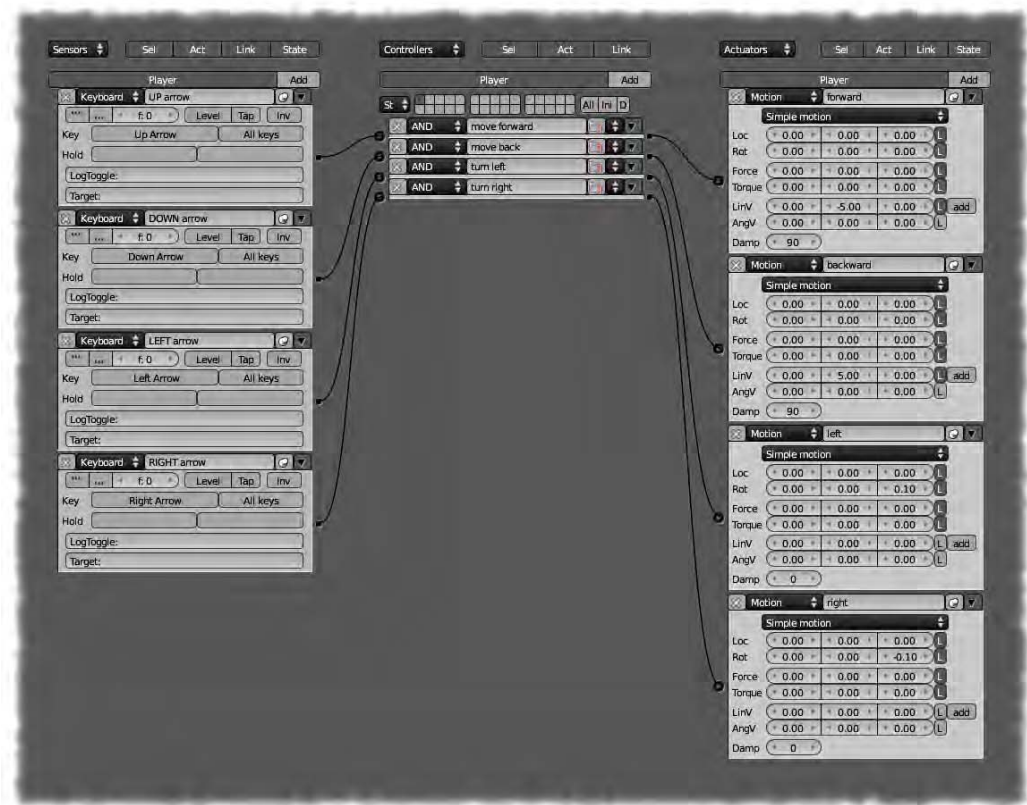 Sensors Sel Act Link State
Player Add
Keyboard UP arrow
f: 0 Level Tap Inv
Key Up Arrow All keys
Hold
LogToggle:
Target:
Keyboard DOWN arrow
f: 0 Level Tap Inv
Key Down Arrow All keys
Hold
LogToggle:
Target:
Keyboard LEFT arrow
f: 0 Level Tap Inv
Key Left Arrow All keys
Hold
LogToggle:
Target:
Keyboard RIGHT arrow
f: 0 Level Tap Inv
Key Right Arrow All keys
Hold
LogToggle:
Target:
Controllers Sel Act Link
Player Add
St All Ini D
AND move forward
AND move back
AND turn left
AND turn right
Actuators Sel Act Link State
Player Add
Motion forward
Simple motion
Loc 0.00 0.00 0.00 L
Rot 0.00 0.00 0.00 L
Force 0.00 0.00 0.00 L
Torque 0.00 0.00 0.00 L
LinV 0.00 -5.00 0.00 L add
AngV 0.00 0.00 0.00 L
Damp 90
Motion backward
Simple motion
Loc 0.00 0.00 0.00 L
Rot 0.00 0.00 0.00 L
Force 0.00 0.00 0.00 L
Torque 0.00 0.00 0.00 L
LinV 0.00 5.00 0.00 L add
AngV 0.00 0.00 0.00 L
Damp 90
Motion left
Simple motion
Loc 0.00 0.00 0.00 L
Rot 0.00 0.00 0.10 L
Force 0.00 0.00 0.00 L
Torque 0.00 0.00 0.00 L
LinV 0.00 0.00 0.00 L add
AngV 0.00 0.00 0.00 L
Damp 0
Motion right
Simple motion
Loc 0.00 0.00 0.00 L
Rot 0.00 0.00 -0.10 L
Force 0.00 0.00 0.00 L
Torque 0.00 0.00 0.00 L
LinV 0.00 0.00 0.00 L add
AngV 0.00 0.00 0.00 L
Damp 0